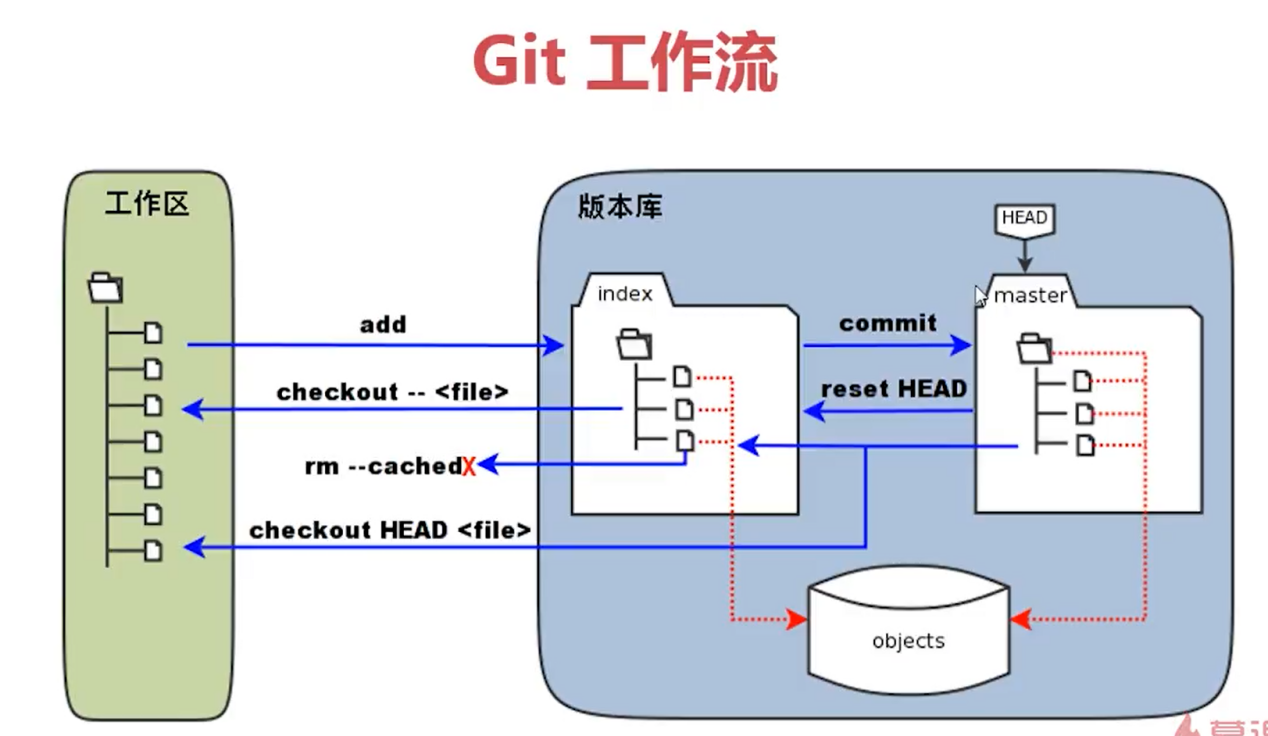 Git 工作流
工作区
版本库
HEAD
index
master
add
commit
checkout -- <file>
reset HEAD
rm --cachedX
checkout HEAD <file>
objects